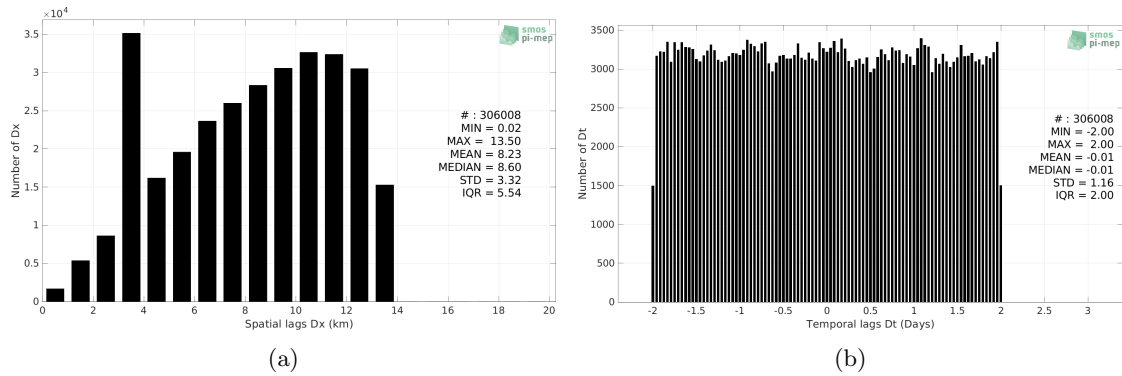 ×10^4
3.5
3
2.5
2
1.5
1
0.5
0
Number of Dx
0 2 4 6 8 10 12 14 16 18 20
Spatial lags Dx (km)
smos
pi-mep
# : 306008
MIN = 0.02
MAX = 13.50
MEAN = 8.23
MEDIAN = 8.60
STD = 3.32
IQR = 5.54
(a)
3500
3000
2500
2000
1500
1000
500
0
Number of Dt
-2 -1.5 -1 -0.5 0 0.5 1 1.5 2 2.5 3
Temporal lags Dt (Days)
smos
pi-mep
# : 306008
MIN = -2.00
MAX = 2.00
MEAN = -0.01
MEDIAN = -0.01
STD = 1.16
IQR = 2.00
(b)